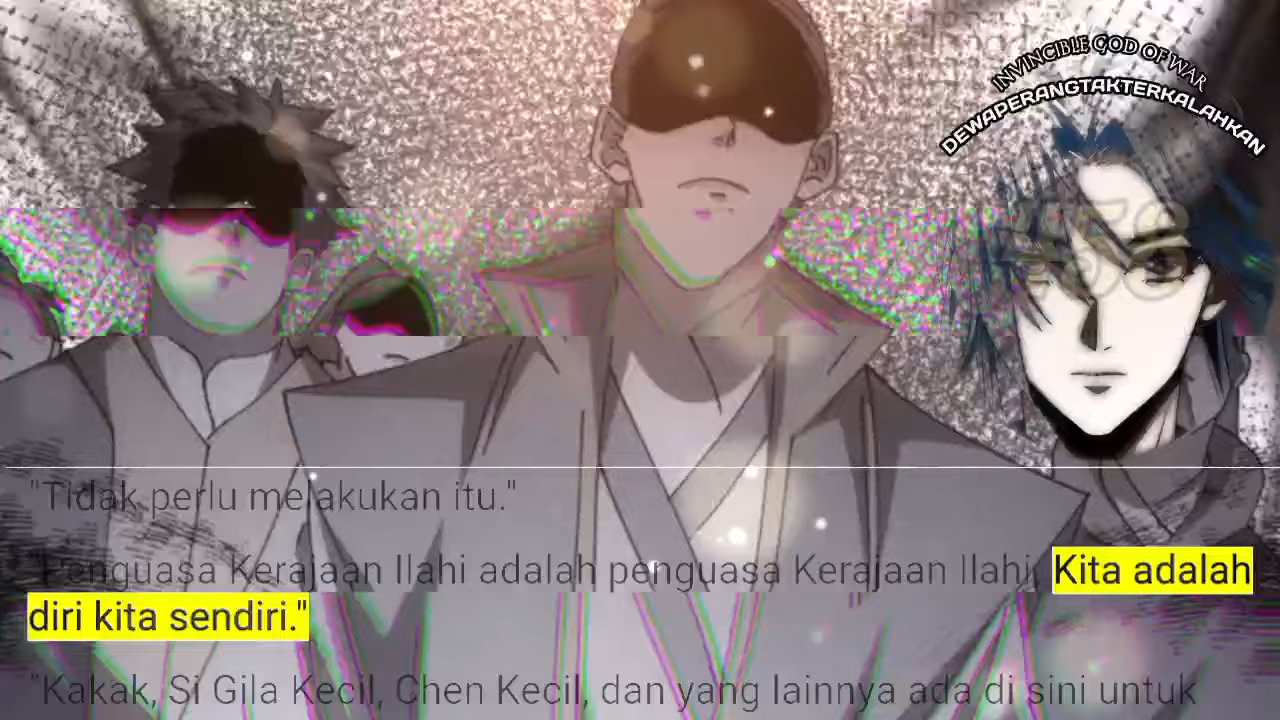 INVINCIBLE GOD OF WAR
DEWAPERANGTAKTERKALAHKAN
"Tidak perlu melakukan itu."
"Penguasa Kerajaan Ilahi adalah penguasa Kerajaan Ilahi, Kita adalah
diri kita sendiri."
"Kakak, Si Gila Kecil, Chen Kecil, dan yang lainnya ada di sini untuk